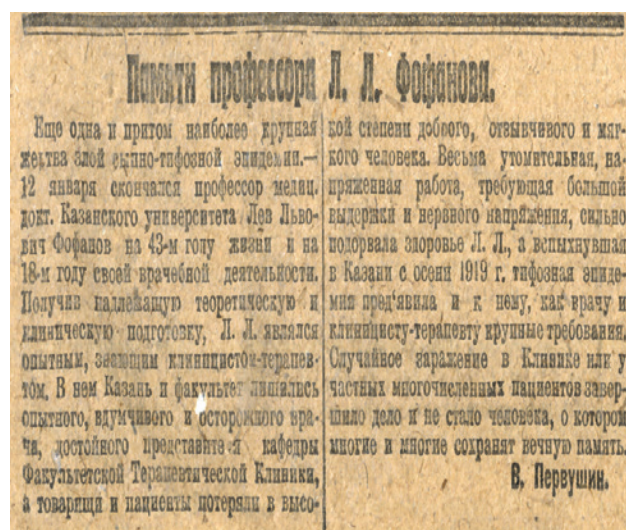 Памяти профессора Л. Л. Фофанова.
Еще одна и притом наиболее крупная
жертва злой сыпно-тифозной эпидемии.—
12 января скончался профессор медиц.
докт. Казанского университета Лев Льво-
вич Фофанов на 43-м году жизни и на
18-м году своей врачебной деятельности.
Получив надлежащую теоретическую и
клиническую подготовку, Л. Л. являлся
опытным, знающим клиницистом-терапев-
том. В нем Казань и факультет лишились
опытного, вдумчивого и осторожного вра-
ча, достойного представите я кафедры
Факультетской Терапевтической Клиники,
а товарищи и пациенты потеряли в высо-
кой степени доброго, отзывчивого и мяг-
кого человека. Весьма утомительная, на-
пряженная работа, требующая большой
выдержки и нервного напряжения, сильно
подорвала здоровье Л. Л., а вспыхнувшая
в Казани с осени 1919 г. тифозная эпиде-
мия пред'явила и к нему, как врачу и
клиницисту-терапевту крупные требования.
Случайное заражение в Клинике или у
частных многочисленных пациентов завер-
шило дело и не стало человека, о котором
многие и многие сохранят вечную память.
В. Первушин.